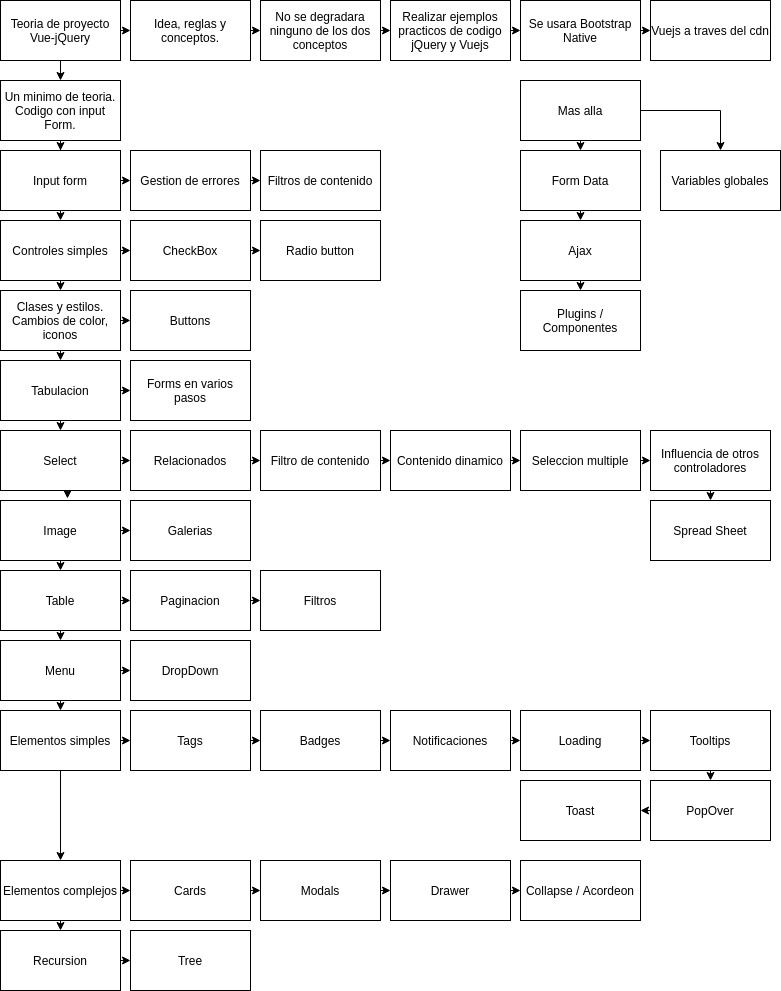 Teoria de proyecto
Vue-jQuery
Idea, reglas y
conceptos.
No se degradara
ninguno de los dos
conceptos
Realizar ejemplos
practicos de codigo
jQuery y Vuejs
Se usara Bootstrap
Native
Vuejs a traves del cdn
Un minimo de teoria.
Codigo con input
Form.
Mas alla
Input form
Gestion de errores
Filtros de contenido
Form Data
Variables globales
Controles simples
CheckBox
Radio button
Ajax
Clases y estilos.
Cambios de color,
iconos
Buttons
Plugins /
Componentes
Tabulacion
Forms en varios
pasos
Select
Relacionados
Filtro de contenido
Contenido dinamico
Seleccion multiple
Influencia de otros
controladores
Image
Galerias
Spread Sheet
Table
Paginacion
Filtros
Menu
DropDown
Elementos simples
Tags
Badges
Notificaciones
Loading
Tooltips
Toast
PopOver
Elementos complejos
Cards
Modals
Drawer
Collapse / Acordeon
Recursion
Tree